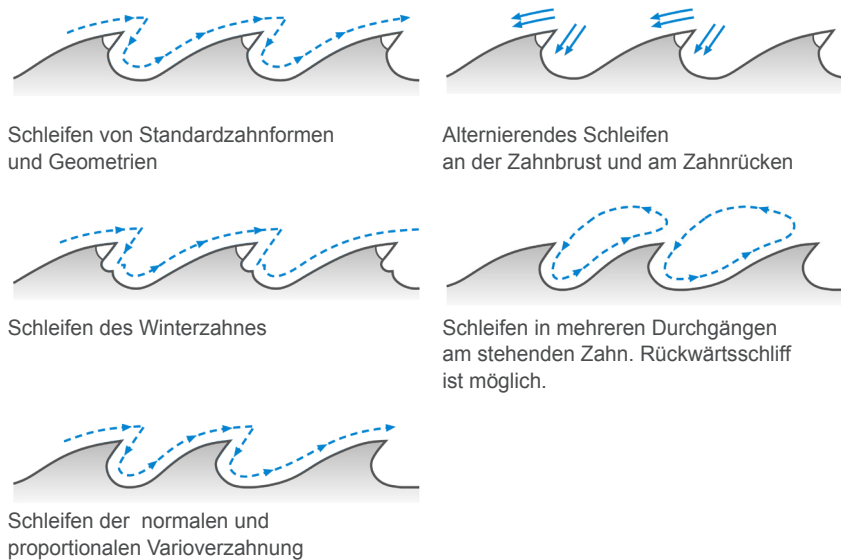 Schleifen von Standardzahnformen
und Geometrien
Alternierendes Schleifen
an der Zahnbrust und am Zahnrücken
Schleifen des Winterzahnes
Schleifen in mehreren Durchgängen
am stehenden Zahn. Rückwärtsschliff
ist möglich.
Schleifen der normalen und
proportionalen Varioverzahnung